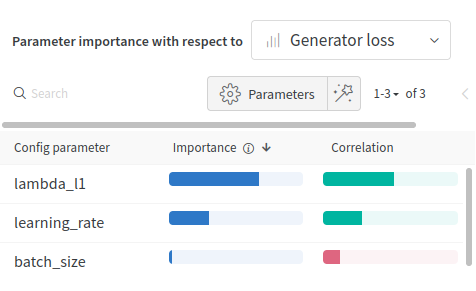 Parameter importance with respect to
Generator loss
Search
Parameters
1-3 of 3
Config parameter Importance Correlation
lambda_l1
learning_rate
batch_size